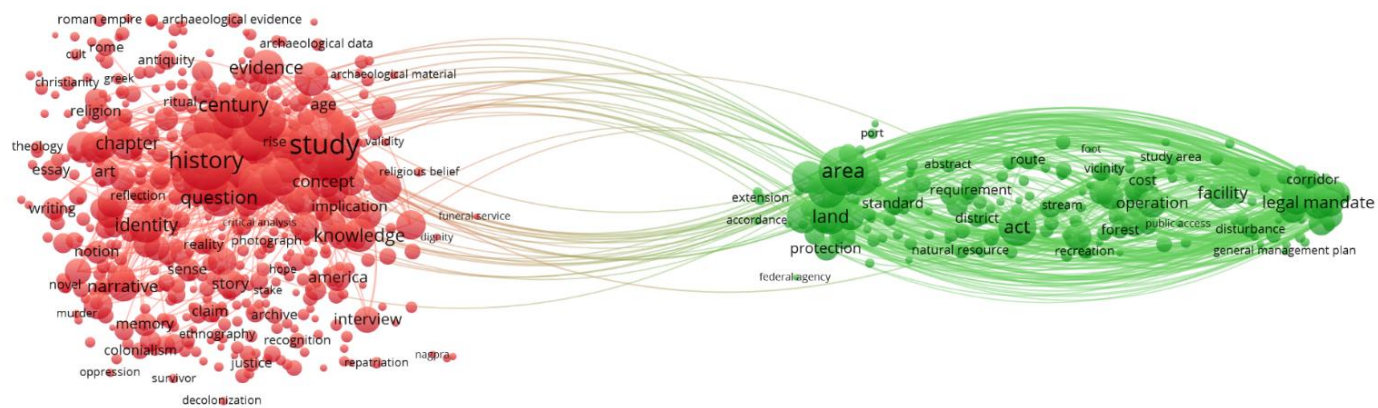 roman empire
archaeological evidence
rome
cult
archaeological data
antiquity
evidence
archaeological material
christianity
greek
ritual
century
age
religion
rise
study
validity
theology
chapter
history
religious belief
essay
art
concept
reflection
question
implication
writing
critical analysis
funeral service
identity
knowledge
dignity
notion
reality
photograph
sense
hope
america
novel
narrative
story
stake
murder
claim
archive
interview
memory
ethnography
recognition
colonialism
justice
nagpra
repatriation
oppression
survivor
decolonization
port
area
abstract
route
foot
vicinity
study area
extension
requirement
cost
corridor
accordance
land
standard
district
stream
operation
facility
legal mandate
act
forest
public access
disturbance
protection
natural resource
recreation
general management plan
federal agency